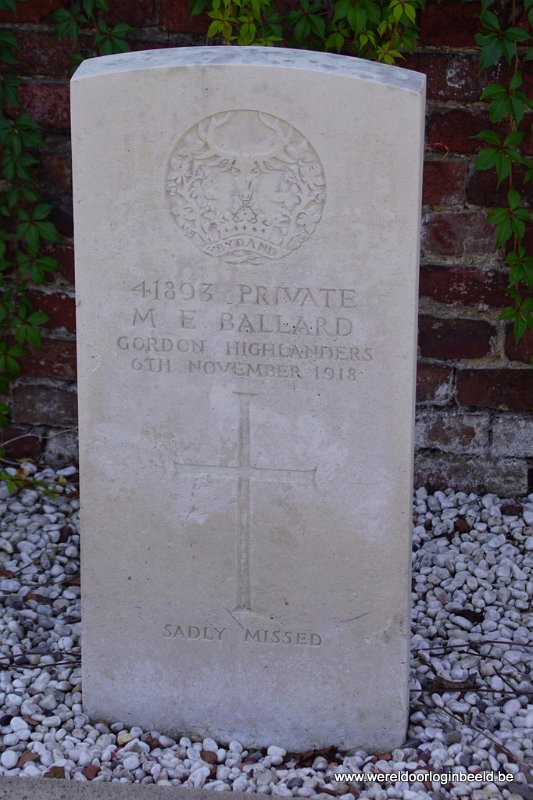 BYDAND
41893 PRIVATE
M E BALLARD
GORDON HIGHLANDERS
6TH NOVEMBER 1918
SADLY MISSED
www.wereldoorloginbeeld.be